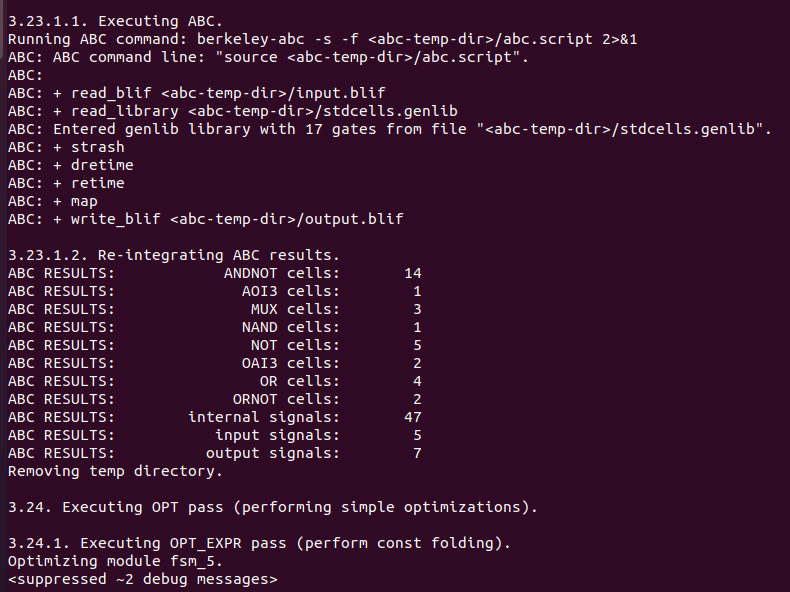 3.23.1.1. Executing ABC.
Running ABC command: berkeley-abc -s -f <abc-temp-dir>/abc.script 2>&1
ABC: ABC command line: "source <abc-temp-dir>/abc.script".
ABC:
ABC: + read_blif <abc-temp-dir>/input.blif
ABC: + read_library <abc-temp-dir>/stdcells.genlib
ABC: Entered genlib library with 17 gates from file "<abc-temp-dir>/stdcells.genlib".
ABC: + strash
ABC: + dretime
ABC: + retime
ABC: + map
ABC: + write_blif <abc-temp-dir>/output.blif

3.23.1.2. Re-integrating ABC results.
ABC RESULTS:            ANDNOT cells:       14
ABC RESULTS:              AOI3 cells:        1
ABC RESULTS:               MUX cells:        3
ABC RESULTS:              NAND cells:        1
ABC RESULTS:               NOT cells:        5
ABC RESULTS:              OAI3 cells:        2
ABC RESULTS:                OR cells:        4
ABC RESULTS:             ORNOT cells:        2
ABC RESULTS:        internal signals:       47
ABC RESULTS:           input signals:        5
ABC RESULTS:          output signals:        7
Removing temp directory.

3.24. Executing OPT pass (performing simple optimizations).

3.24.1. Executing OPT_EXPR pass (perform const folding).
Optimizing module fsm_5.
<suppressed ~2 debug messages>